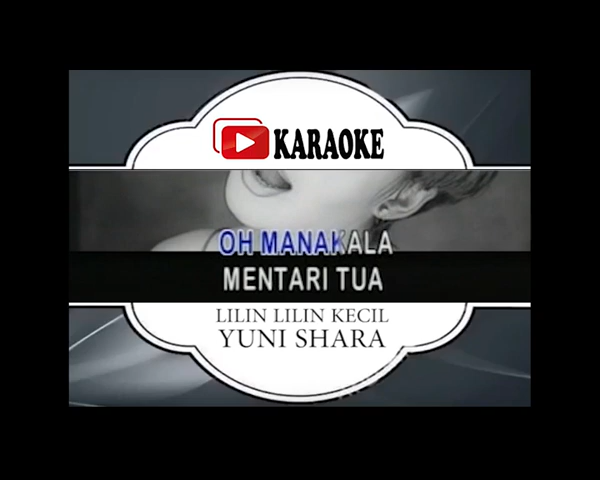 KARAOKE
OH MANAKALA
MENTARI TUA
LILIN LILIN KECIL
YUNI SHARA